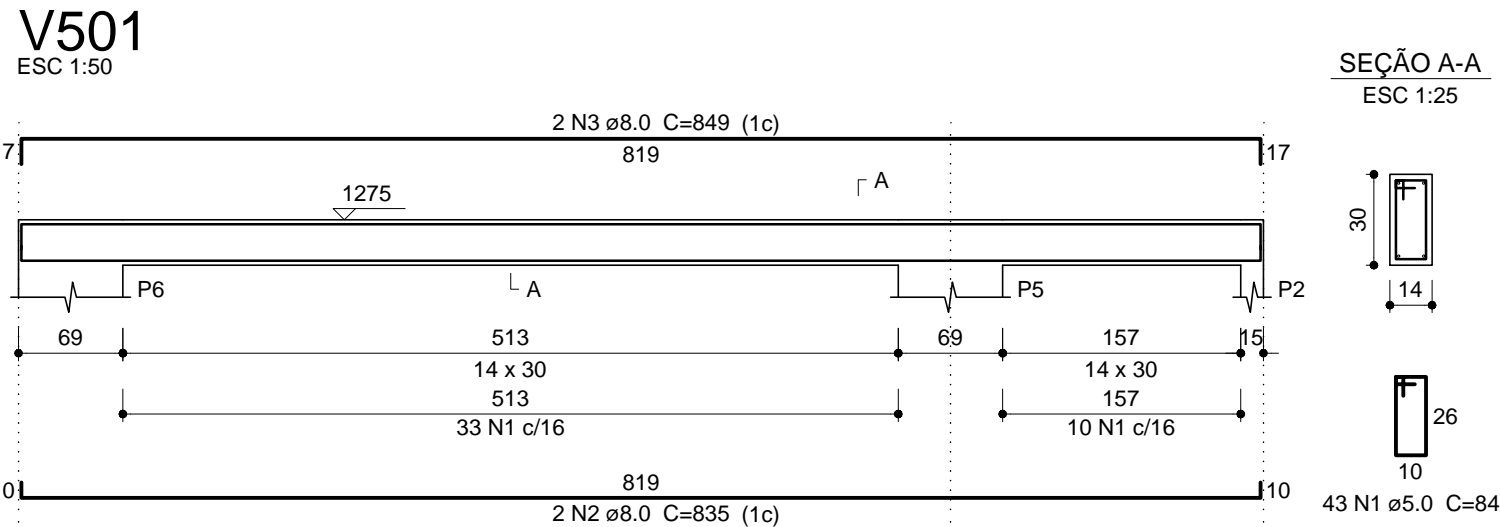 V501
ESC 1:50
SEÇÃO A-A
ESC 1:25
2 N3 ø8.0 C=849 (1c)
7 819 17
A
1275
30
A
P6 P5 P2
14
69 513 69 157 15
14 x 30 14 x 30
513 157
33 N1 c/16 10 N1 c/16
26
10
0 819 10
2 N2 ø8.0 C=835 (1c)
43 N1 ø5.0 C=84